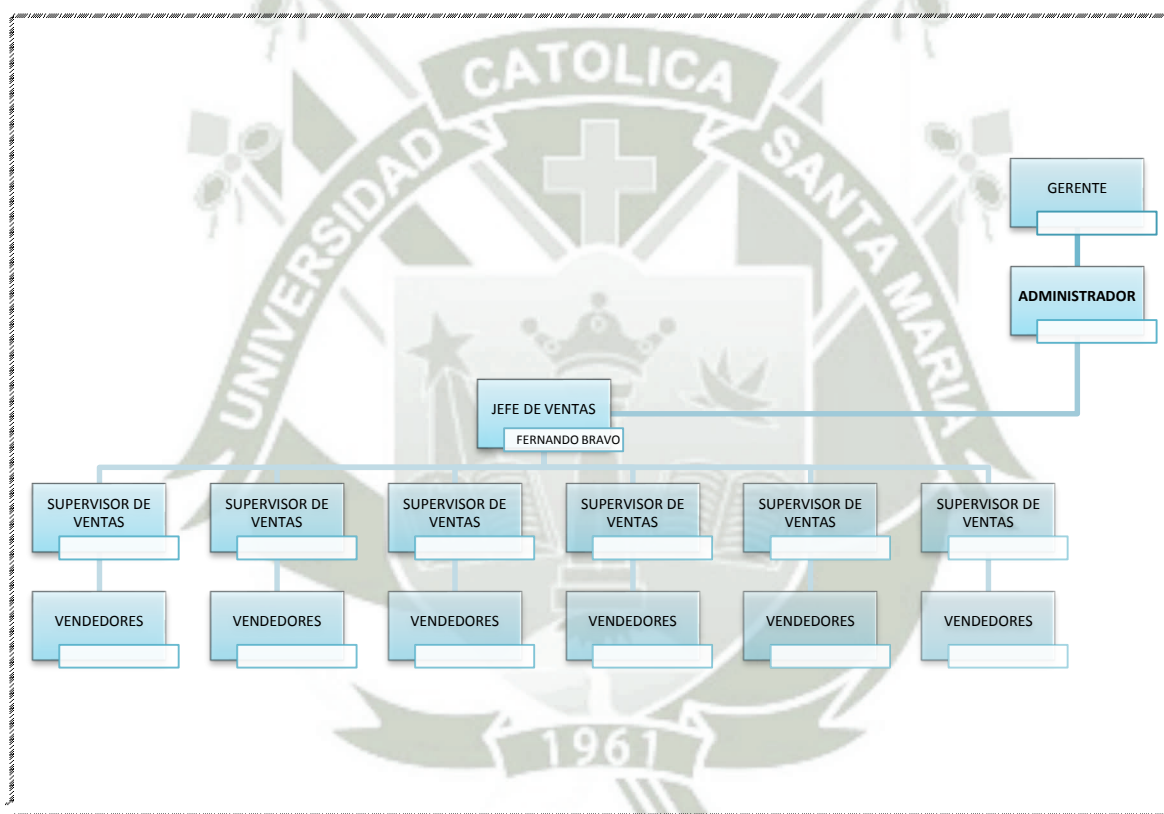 UNIVERSIDAD CATOLICA SANTA MARIA
GERENTE
ADMINISTRADOR
JEFE DE VENTAS
FERNANDO BRAVO
SUPERVISOR DE
VENTAS
SUPERVISOR DE
VENTAS
SUPERVISOR DE
VENTAS
SUPERVISOR DE
VENTAS
SUPERVISOR DE
VENTAS
SUPERVISOR DE
VENTAS
VENDEDORES
VENDEDORES
VENDEDORES
VENDEDORES
VENDEDORES
VENDEDORES
1961